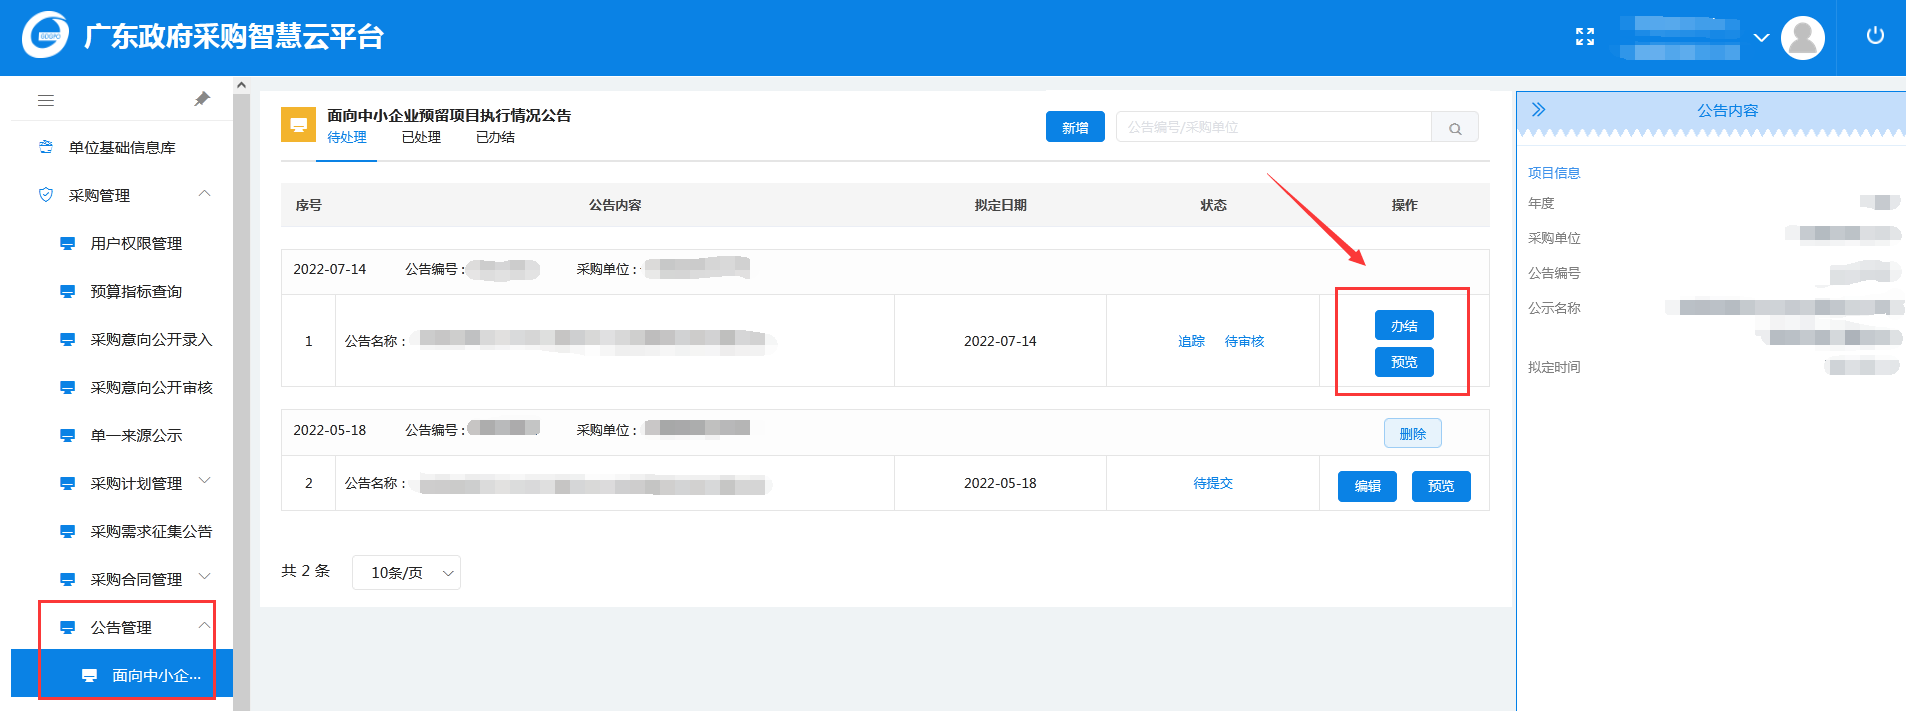 广东政府采购智慧云平台
单位基础信息库
采购管理
用户权限管理
预算指标查询
采购意向公开录入
采购意向公开审核
单一来源公示
采购计划管理
采购需求征集公告
采购合同管理
公告管理
面向中小企...
面向中小企业预留项目执行情况公告
待处理 已处理 已办结
新增 公告编号/采购单位
序号 公告内容 拟定日期 状态 操作
2022-07-14 公告编号: 采购单位:
1 公告名称: 2022-07-14 追踪 待审核 办结
预览
2022-05-18 公告编号: 采购单位: 删除
2 公告名称: 2022-05-18 待提交 编辑 预览
共 2 条 10条/页
公告内容
项目信息
年度
采购单位
公告编号
公示名称
拟定时间